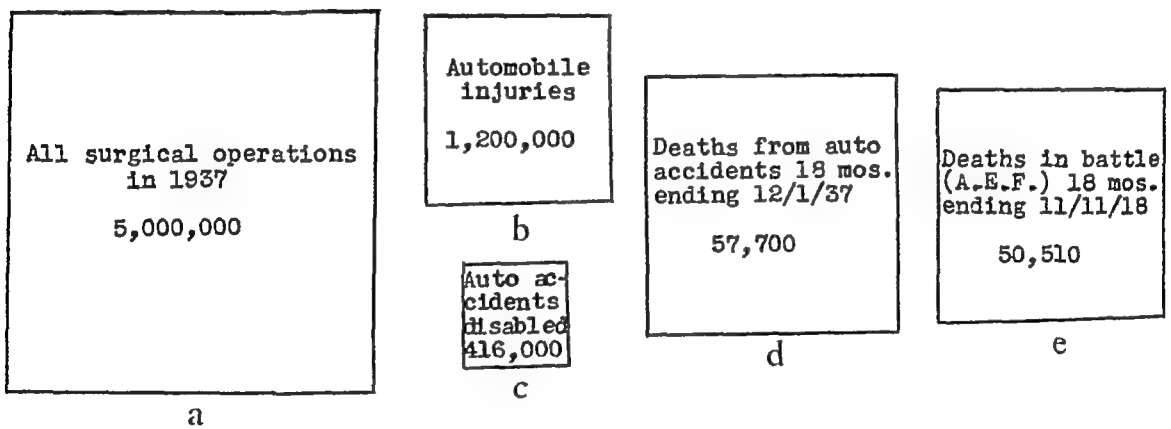 All surgical operations
in 1937
5,000,000
a
Automobile
injuries
1,200,000
b
Auto ac-
cidents
disabled
416,000
c
Deaths from auto
accidents 18 mos.
ending 12/1/37
57,700
d
Deaths in battle
(A.E.F.) 18 mos.
ending 11/11/18
50,510
e